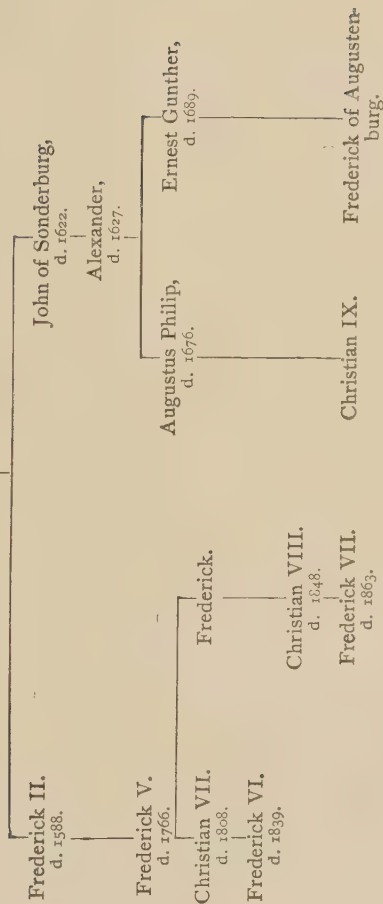 Frederick II.
d. 1588.
John of Sonderburg,
d. 1622.
Alexander,
d. 1627.
Frederick V.
d. 1766.
Augustus Philip,
d. 1676.
Ernest Gunther,
d. 1689.
Christian VII.
d. 1808.
Frederick.
Frederick VI.
d. 1839.
Christian VIII.
d. 1848.
Frederick VII.
d. 1863.
Christian IX.
Frederick of Augusten-
burg.